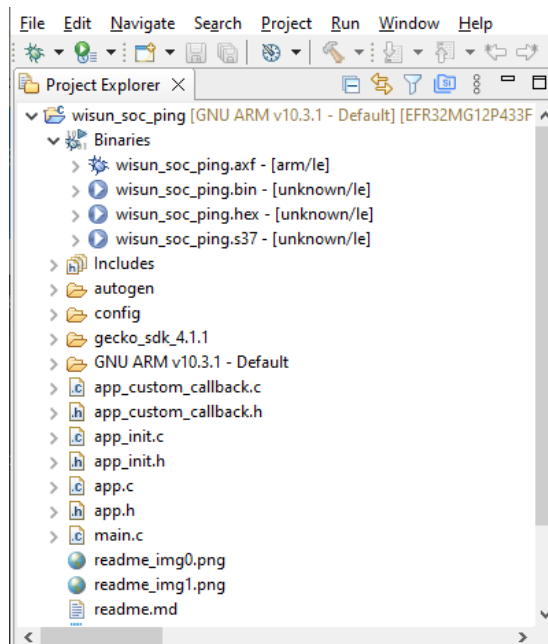 File Edit Navigate Search Project Run Window Help
Project Explorer
wisun_soc_ping [GNU ARM v10.3.1 - Default] [EFR32MG12P433F
Binaries
wisun_soc_ping.axf - [arm/le]
wisun_soc_ping.bin - [unknown/le]
wisun_soc_ping.hex - [unknown/le]
wisun_soc_ping.s37 - [unknown/le]
Includes
autogen
config
gecko_sdk_4.1.1
GNU ARM v10.3.1 - Default
app_custom_callback.c
app_custom_callback.h
app_init.c
app_init.h
app.c
app.h
main.c
readme_img0.png
readme_img1.png
readme.md